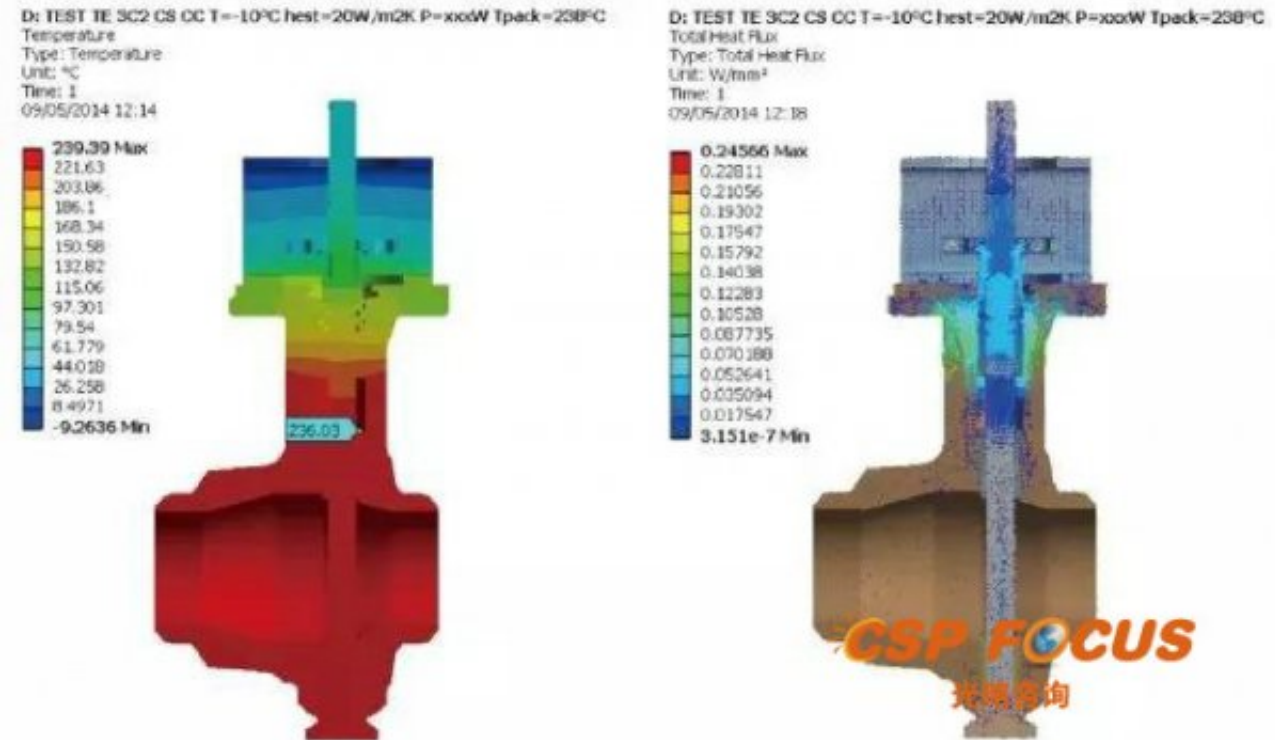 D: TEST TE 3C2 CS CC T=-10°C hest=20W/m2K P=xxxW Tpack=238°C
Temperature
Type: Temperature
Unit: °C
Time: 1
09/05/2014 12:14
239.39 Max
221.63
203.86
186.1
168.34
150.58
132.82
115.06
97.301
79.54
61.779
44.018
26.258
8.4971
-9.2636 Min
236.03
D: TEST TE 3C2 CS CC T=-10°C hest=20W/m2K P=xxxW Tpack=238°C
Total Heat Flux
Type: Total Heat Flux
Unit: W/mm²
Time: 1
09/05/2014 12:18
0.24566 Max
0.22811
0.21056
0.19302
0.17547
0.15792
0.14038
0.12283
0.10528
0.087735
0.070188
0.052641
0.035094
0.017547
3.151e-7 Min
CSP FOCUS
咨询